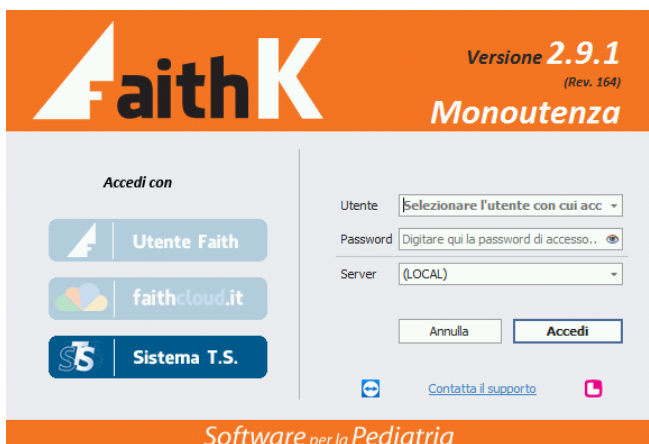 FaithK
Versione 2.9.1
(Rev. 164)
Monoutenza
Accedi con
Utente Faith
faithcloud.it
STS Sistema T.S.
Utente Selezionare l'utente con cui acc
Password Digitare qui la password di accesso..
Server (LOCAL)
Annulla Accedi
Contatta il supporto
Software per la Pediatria